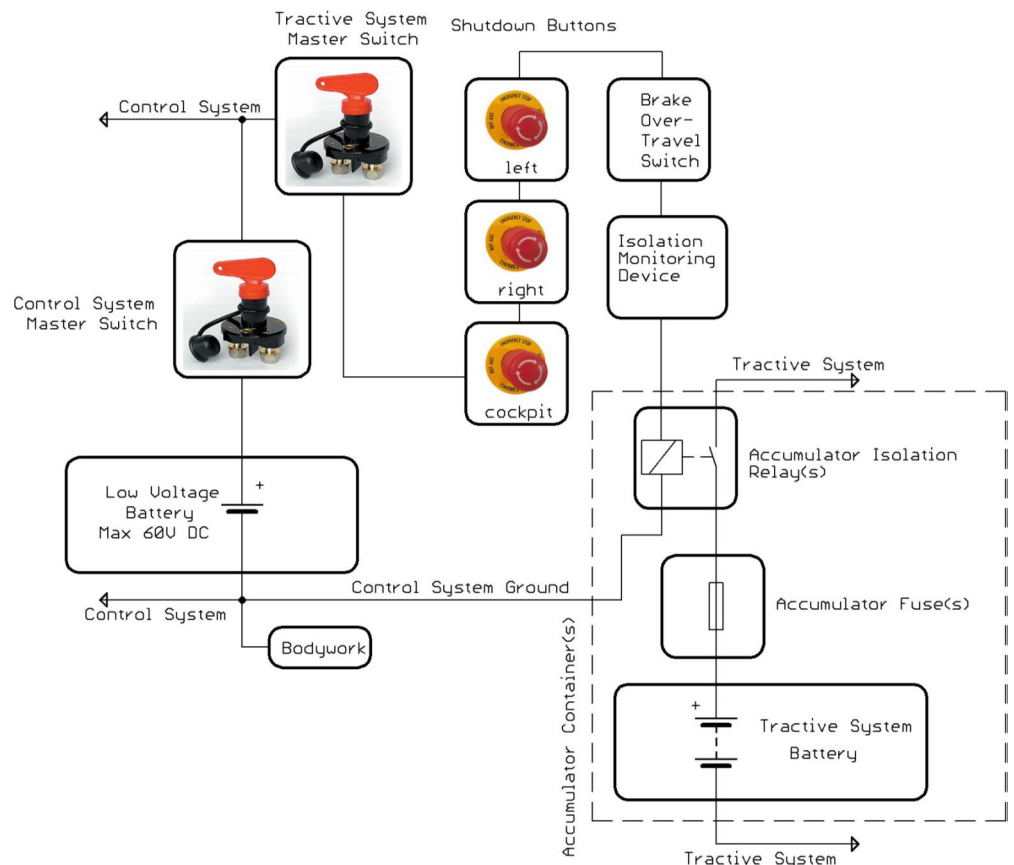 Tractive System
Master Switch
Shutdown Buttons
Control System
left
Brake
Over-
Travel
Switch
right
Isolation
Monitoring
Device
Control System
Master Switch
cockpit
Tractive System
Accumulator Isolation
Relay(s)
+
Low Voltage
Battery
Max 60V DC
Control System Ground
Control System
Accumulator Fuse(s)
Bodywork
Accumulator Container(s)
+
Tractive System
Battery
Tractive System